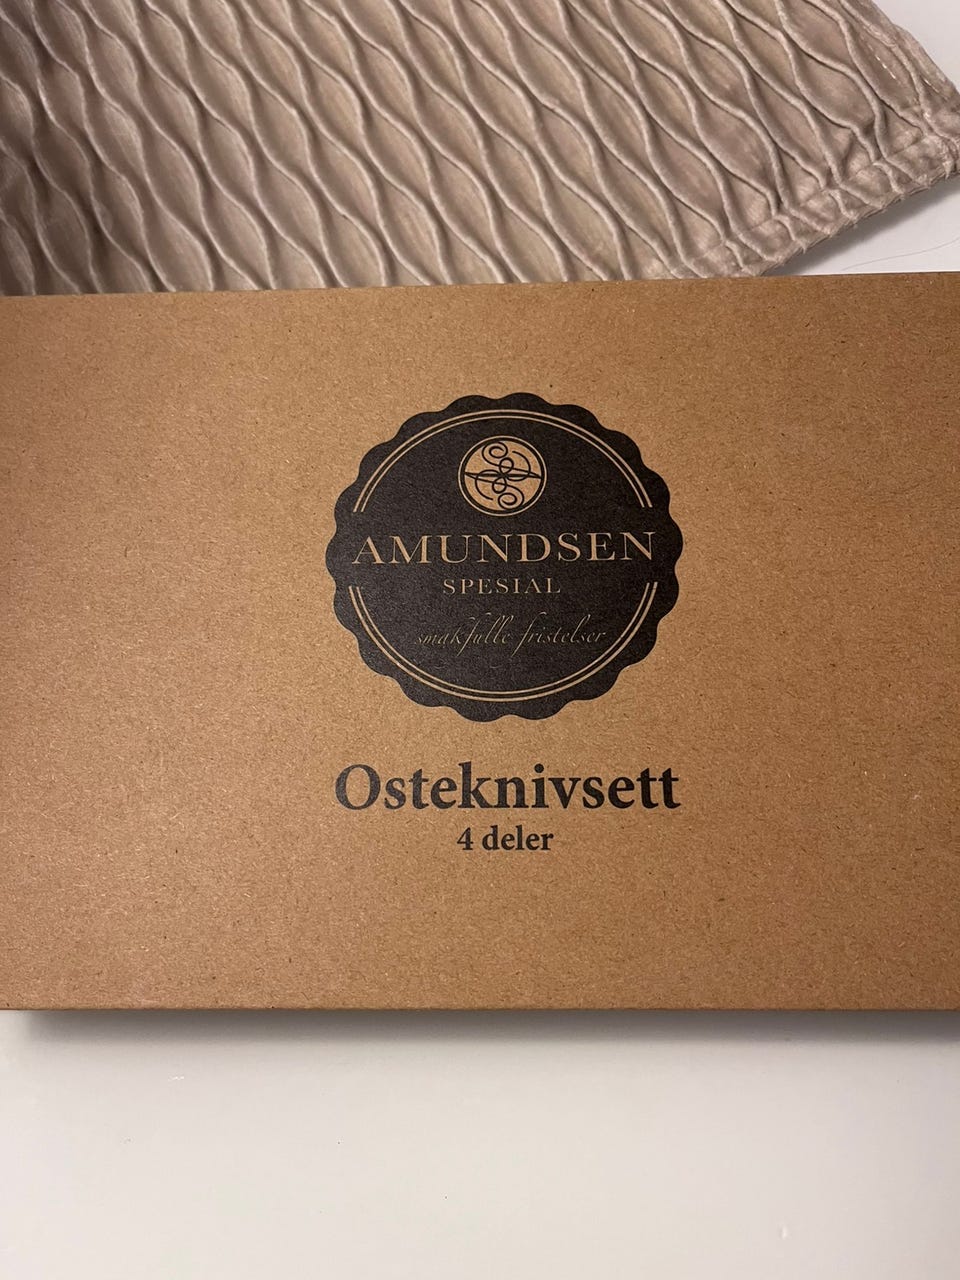 AMUNDSEN
SPESIAL
smakfulle fristelser
Osteknivsett
4 deler